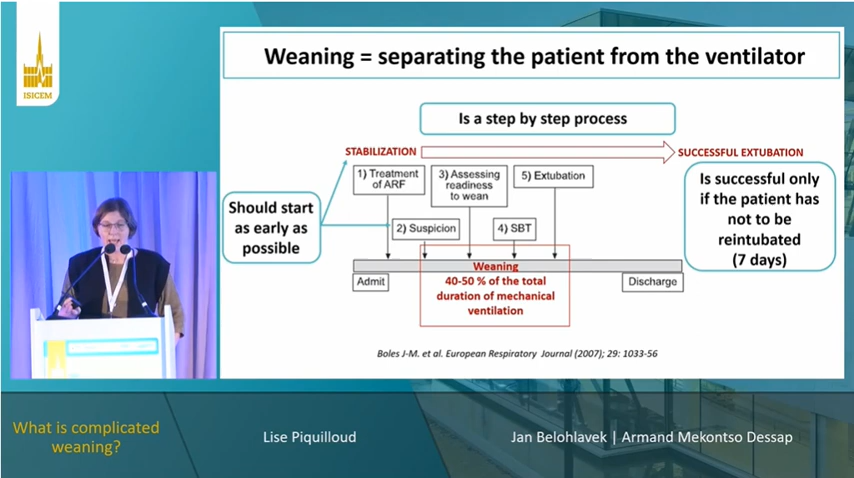 ISICEM
Weaning = separating the patient from the ventilator
Is a step by step process
STABILIZATION
SUCCESSFUL EXTUBATION
1) Treatment
of ARF
3) Assessing
readiness
to wean
5) Extubation
Should start
as early as
possible
2) Suspicion
4) SBT
Is successful only
if the patient has
not to be
reintubated
(7 days)
Weaning
Admit
40-50 % of the total
duration of mechanical
ventilation
Discharge
Boles J-M. et al. European Respiratory Journal (2007); 29: 1033-56
What is complicated
weaning?
Lise Piquilloud
Jan Belohlavek | Armand Mekontso Dessap